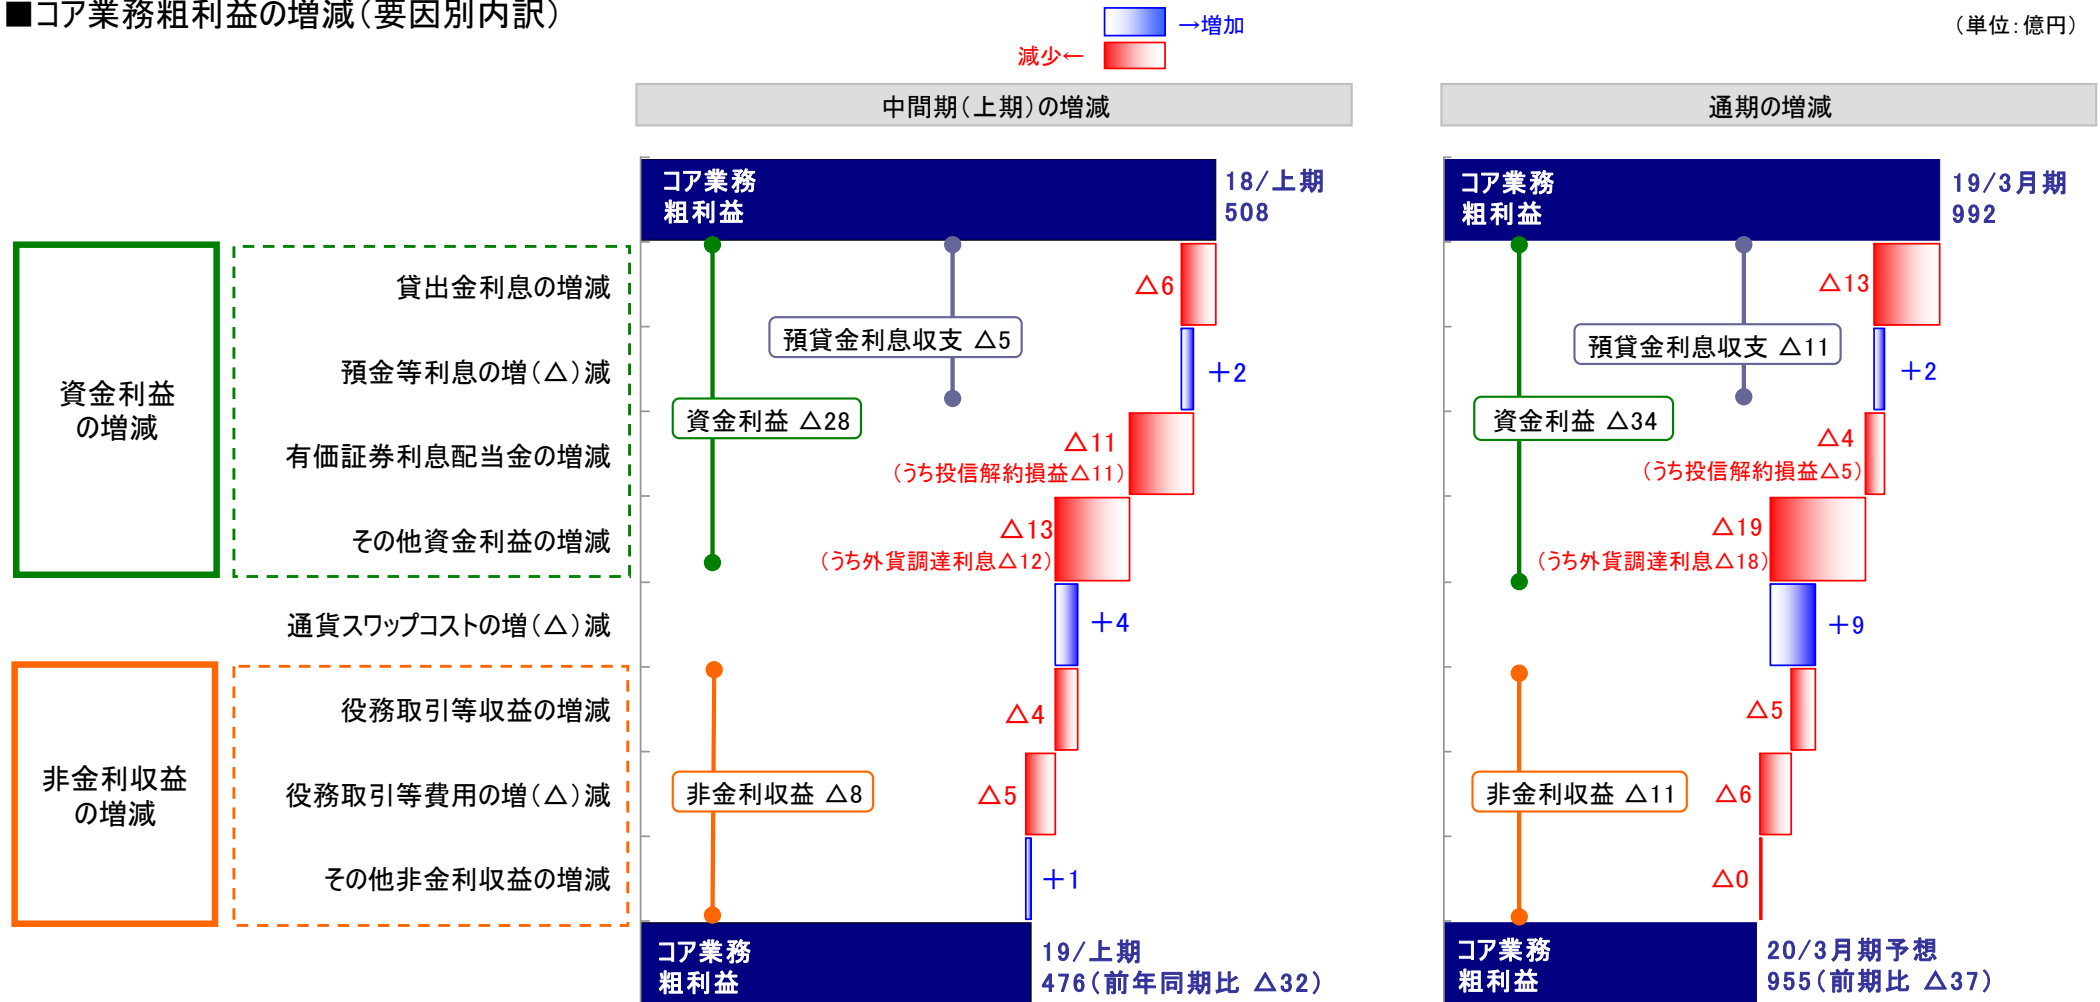 ■コア業務粗利益の増減(要因別内訳)
→増加
減少←
(単位:億円)
中間期(上期)の増減
通期の増減
コア業務
粗利益
18/上期
508
コア業務
粗利益
19/3月期
992
資金利益
の増減
貸出金利息の増減
預金等利息の増(△)減
有価証券利息配当金の増減
その他資金利益の増減
通貨スワップコストの増(△)減
非金利収益
の増減
役務取引等収益の増減
役務取引等費用の増(△)減
その他非金利収益の増減
△6
預貸金利息収支 △5
+2
資金利益 △28
△11
(うち投信解約損益△11)
△13
(うち外貨調達利息△12)
+4
△4
非金利収益 △8
△5
+1
コア業務
粗利益
19/上期
476(前年同期比 △32)
△13
預貸金利息収支 △11
+2
資金利益 △34
△4
(うち投信解約損益△5)
△19
(うち外貨調達利息△18)
+9
△5
非金利収益 △11
△6
△0
コア業務
粗利益
20/3月期予想
955(前期比 △37)